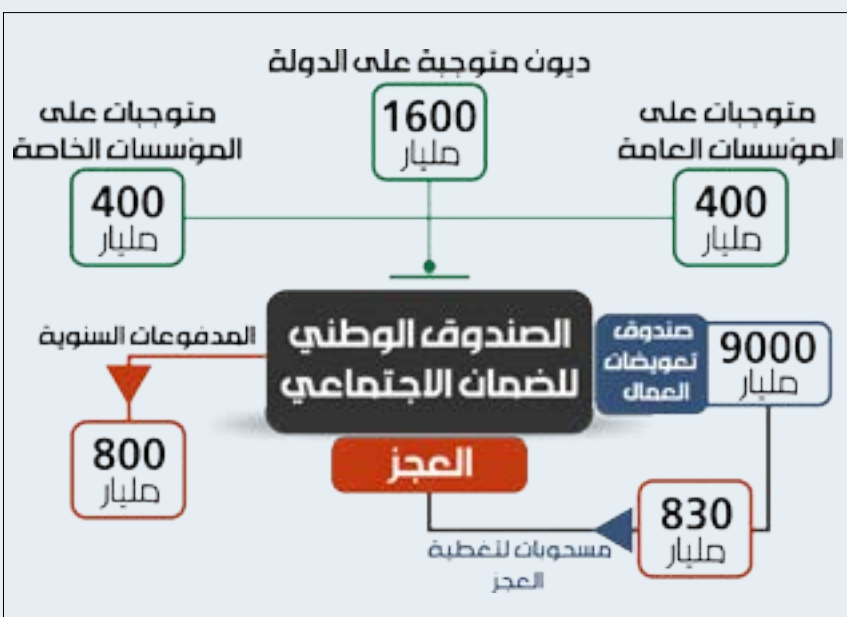 ديون متوجبة على الدولة
1600
مليار
متوجبات على
المؤسسات العامة
400
مليار
متوجبات على
المؤسسات الخاصة
400
مليار
الصندوق الوطني
للضمان الاجتماعي
صندوق
تعويضات
العمال
9000
مليار
المدفوعات السنوية
800
مليار
العجز
830
مليار
مسحوبات لتغطية
العجز